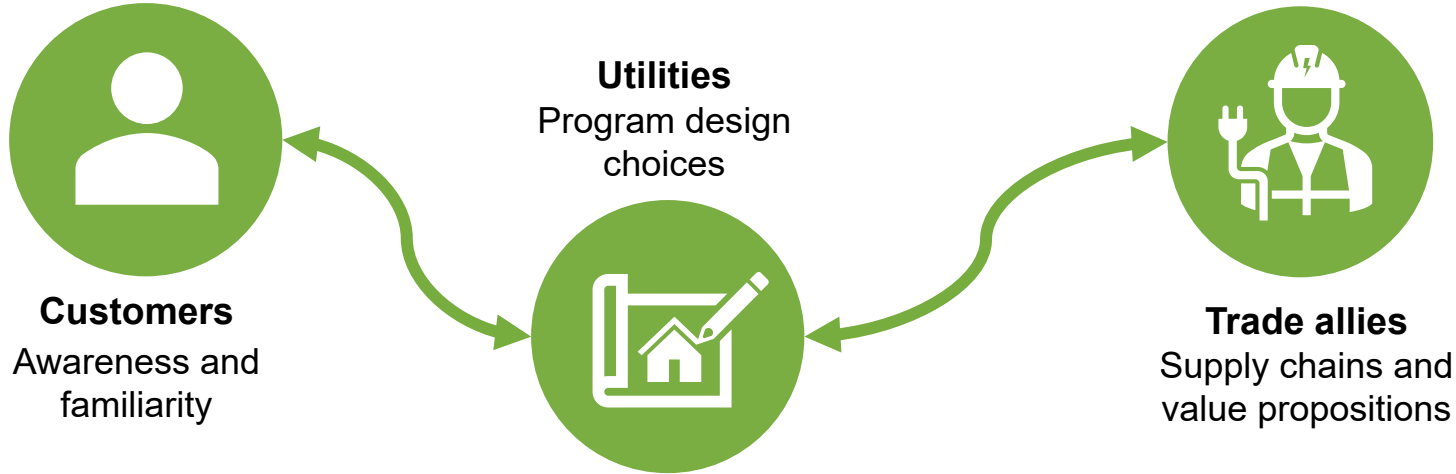 Customers
Awareness and
familiarity
Utilities
Program design
choices
Trade allies
Supply chains and
value propositions